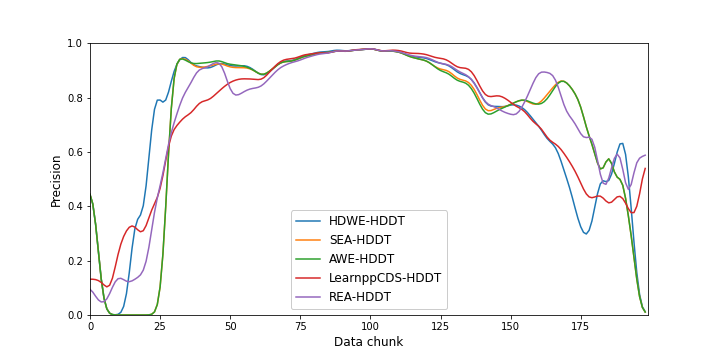 1.0
0.8
0.6
0.4
0.2
0.0
Precision
HDWE-HDDT
SEA-HDDT
AWE-HDDT
LearnppCDS-HDDT
REA-HDDT
0 25 50 75 100 125 150 175
Data chunk